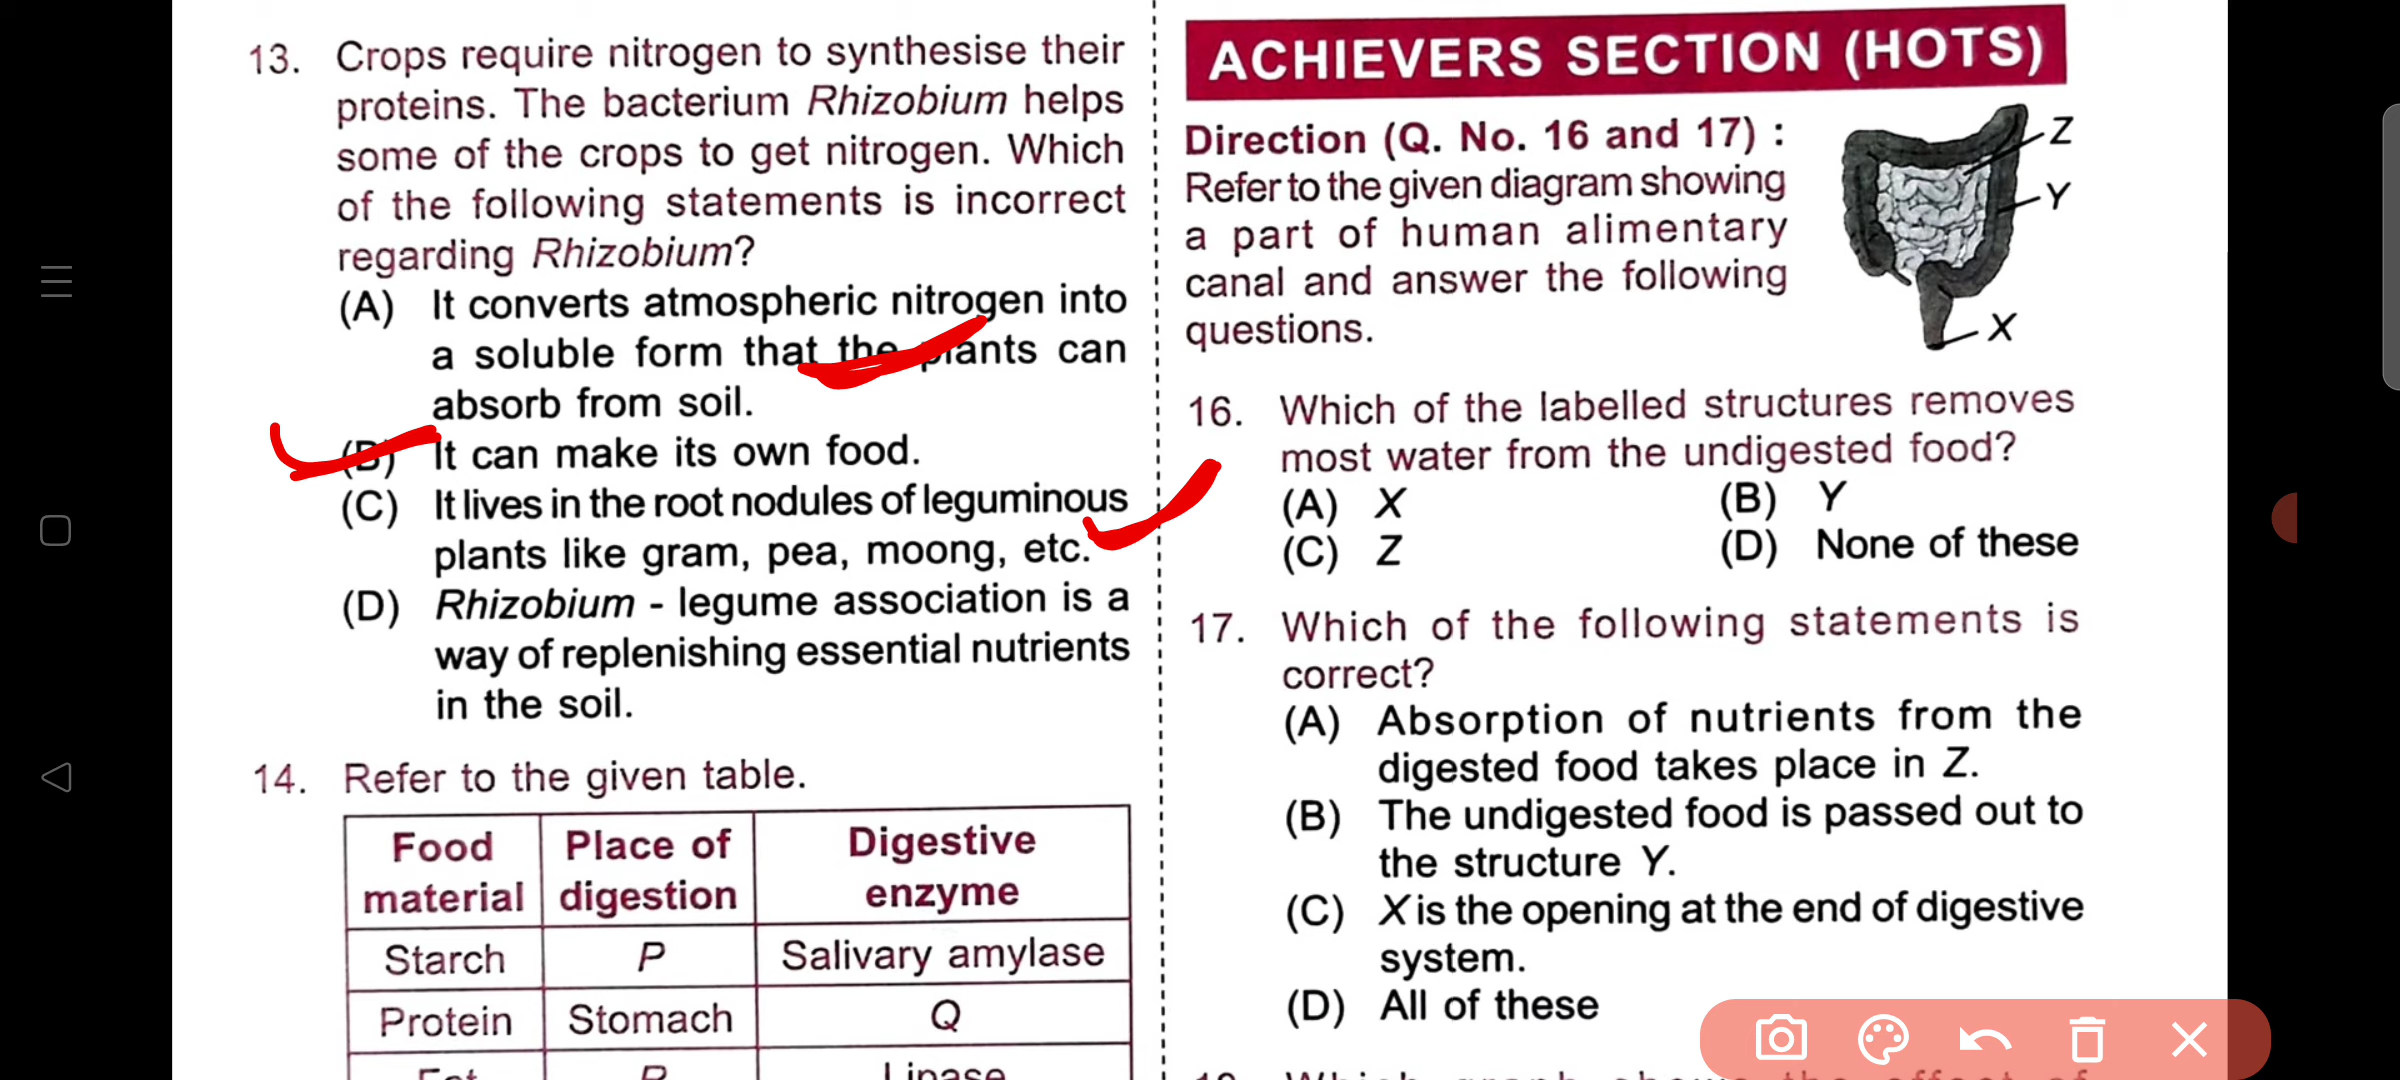 13. Crops require nitrogen to synthesise their
proteins. The bacterium Rhizobium helps
some of the crops to get nitrogen. Which
of the following statements is incorrect
regarding Rhizobium?
(A) It converts atmospheric nitrogen into
a soluble form that the plants can
absorb from soil.
(B) It can make its own food.
(C) It lives in the root nodules of leguminous
plants like gram, pea, moong, etc.
(D) Rhizobium - legume association is a
way of replenishing essential nutrients
in the soil.
14. Refer to the given table.
Food material | Place of digestion | Digestive enzyme
Starch | P | Salivary amylase
Protein | Stomach | Q
ACHIEVERS SECTION (HOTS)
Direction (Q. No. 16 and 17) :
Refer to the given diagram showing
a part of human alimentary
canal and answer the following
questions.
Z
Y
X
16. Which of the labelled structures removes
most water from the undigested food?
(A) X (B) Y
(C) Z (D) None of these
17. Which of the following statements is
correct?
(A) Absorption of nutrients from the
digested food takes place in Z.
(B) The undigested food is passed out to
the structure Y.
(C) X is the opening at the end of digestive
system.
(D) All of these